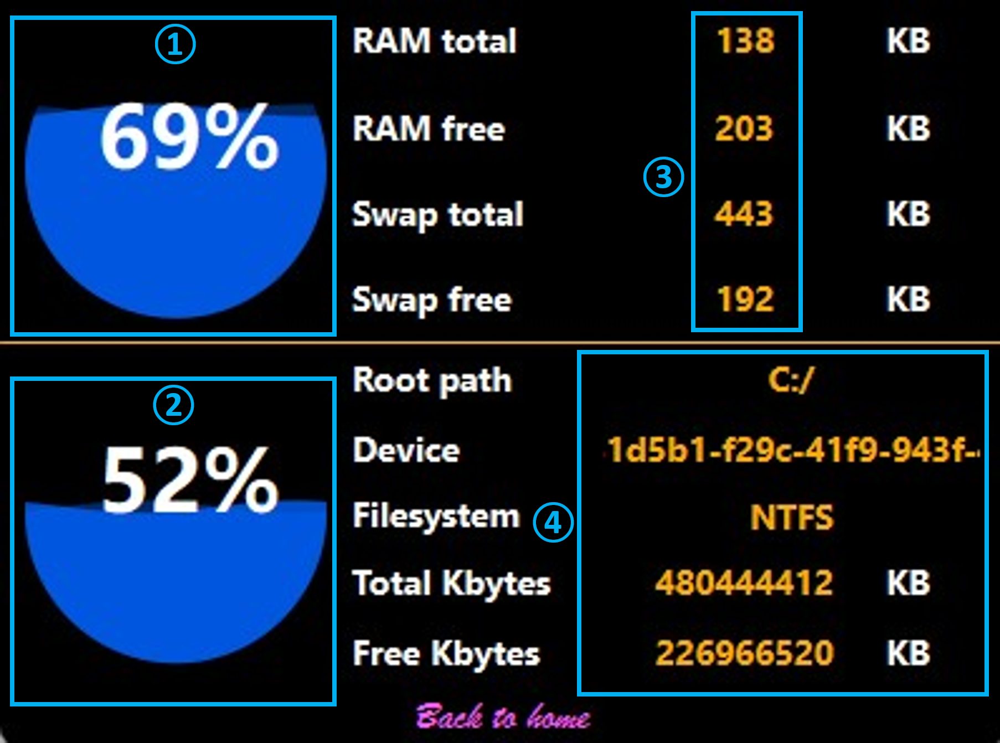 ①
69%
RAM total 138 KB
RAM free 203 KB
③
Swap total 443 KB
Swap free 192 KB
②
52%
Root path C:/
Device 1d5b1-f29c-41f9-943f-
Filesystem NTFS
④
Total Kbytes 480444412 KB
Free Kbytes 226966520 KB
Back to home